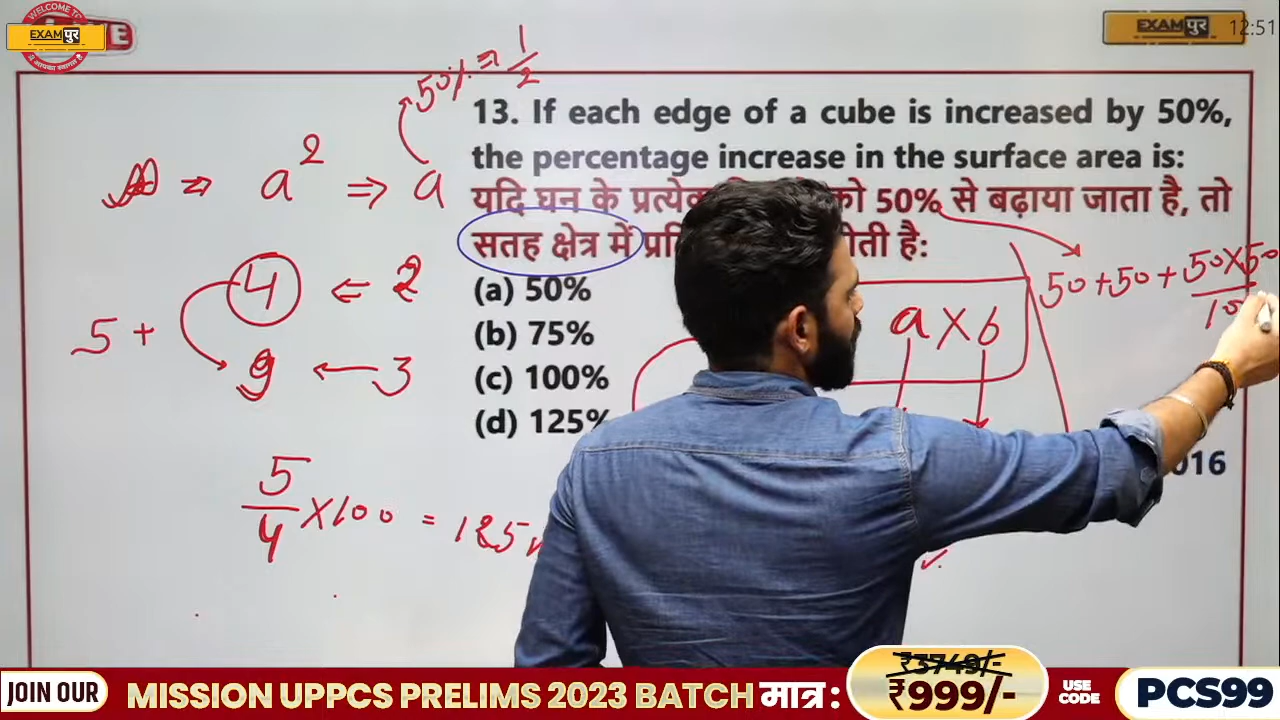 WELCOME TO
EXAMपुर
EXAMपुर
12:51
50% ⇒ 1/2
13. If each edge of a cube is increased by 50%,
the percentage increase in the surface area is:
यदि घन के को 50% से बढ़ाया जाता है, तो
सतह क्षेत्र में है:
(a) 50%
(b) 75%
(c) 100%
(d) 125%
⇒ a² ⇒ a
4 ← 2
5 +
9 ← 3
5/4 × 100 = 125
a × b
50 + 50 + 50×50
016
JOIN OUR
MISSION UPPCS PRELIMS 2023 BATCH मात्र :
₹3749/-
₹999/-
USE
CODE
PCS99